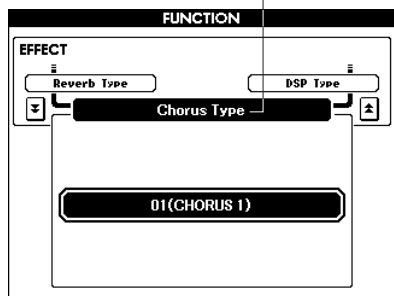 FUNCTION
EFFECT
Reverb Type DSP Type
Chorus Type
01(CHORUS 1)